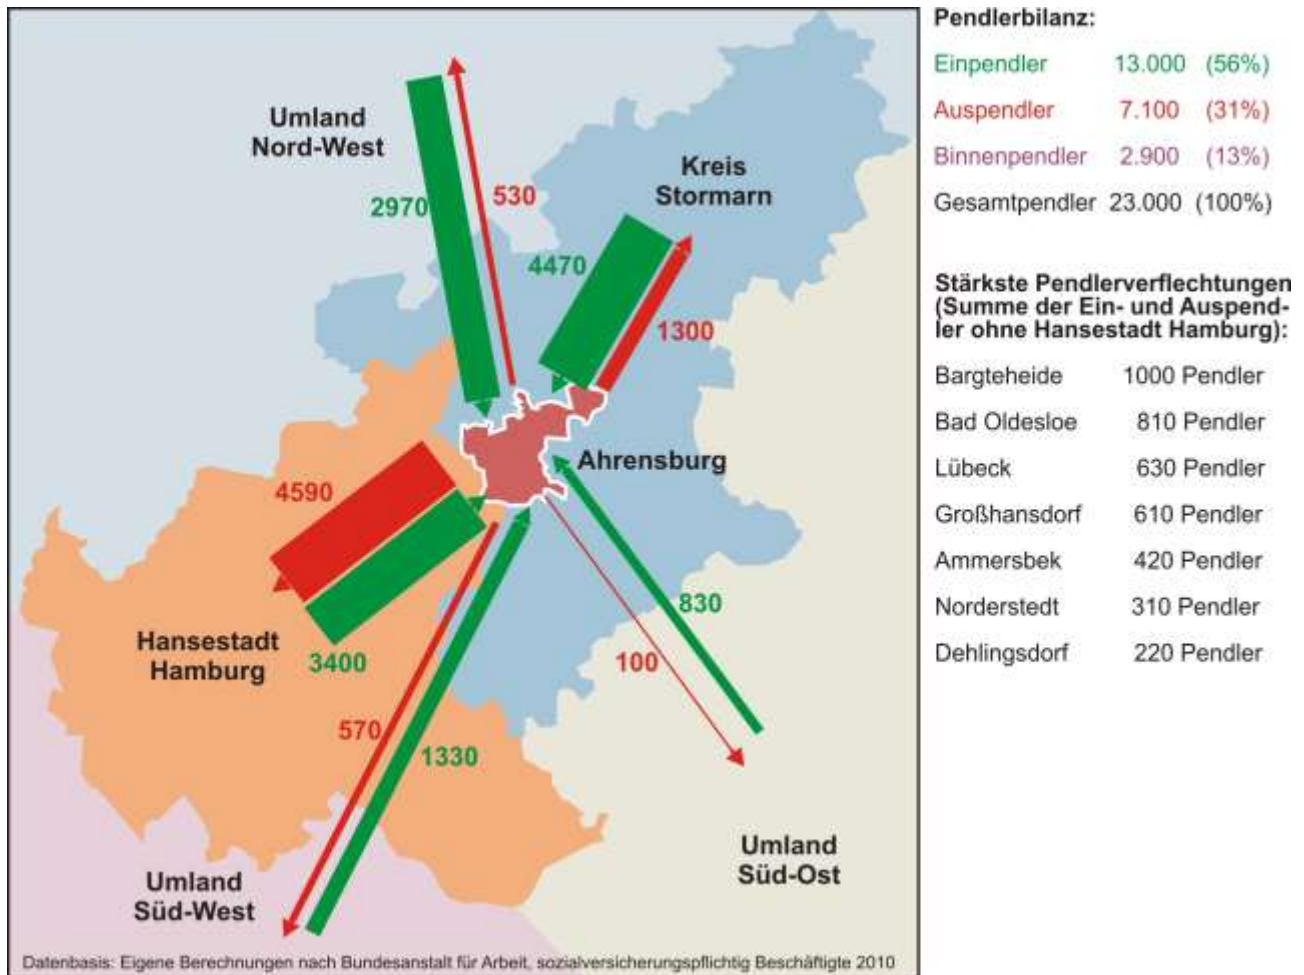 Umland
Nord-West
2970
530
Kreis
Stormarn
4470
1300
Ahrensburg
4590
3400
Hansestadt
Hamburg
570
1330
830
100
Umland
Süd-West
Umland
Süd-Ost
Datenbasis: Eigene Berechnungen nach Bundesanstalt für Arbeit, sozialversicherungspflichtig Beschäftigte 2010
Pendlerbilanz:
Einpendler 13.000 (56%)
Auspendler 7.100 (31%)
Binnenpendler 2.900 (13%)
Gesamtpendler 23.000 (100%)
Stärkste Pendlerverflechtungen
(Summe der Ein- und Auspend-
ler ohne Hansestadt Hamburg):
Bargteheide 1000 Pendler
Bad Oldesloe 810 Pendler
Lübeck 630 Pendler
Großhansdorf 610 Pendler
Ammersbek 420 Pendler
Norderstedt 310 Pendler
Dehlingsdorf 220 Pendler